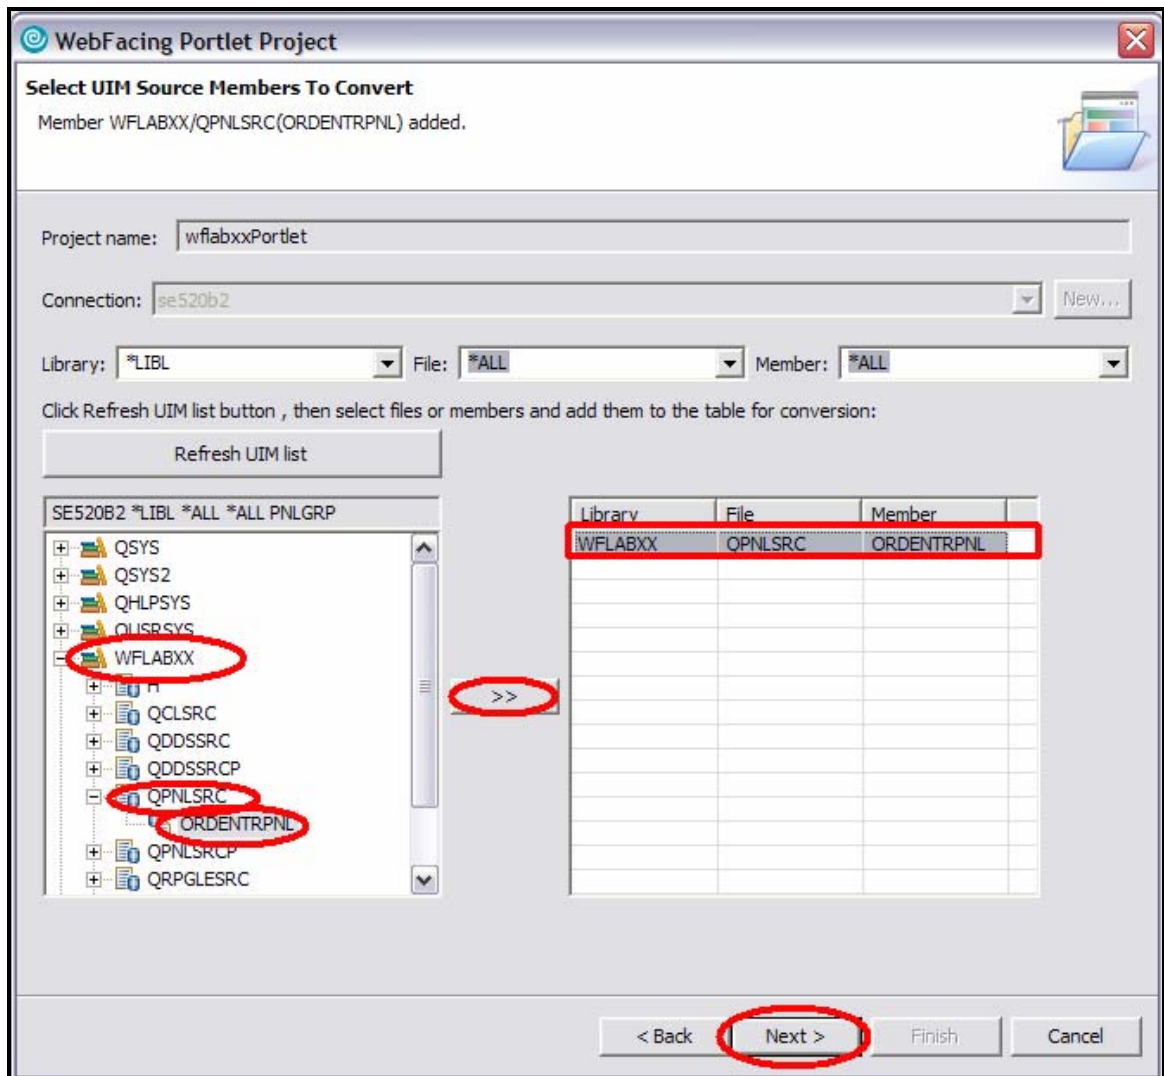 WebFacing Portlet Project
Select UIM Source Members To Convert
Member WFLABXX/QPNLSRC(ORDENTRPNL) added.
Project name: wflabxxPortlet
Connection: se520b2 New...
Library: *LIBL File: *ALL Member: *ALL
Click Refresh UIM list button , then select files or members and add them to the table for conversion:
Refresh UIM list
SE520B2 *LIBL *ALL *ALL PNLGRP
QSYS
QSYS2
QHLPSYS
QUSRSYS
WFLABXX
H
QCLSRC
QDDSSRC
QDDSSRCP
QPNLSRC
ORDENTRPNL
QPNLSRCP
QRPGLESRC
>>
Library File Member
WFLABXX QPNLSRC ORDENTRPNL
< Back Next > Finish Cancel